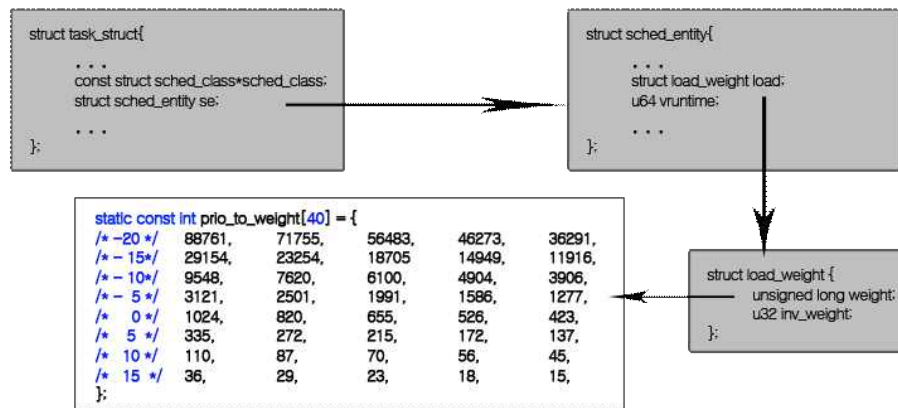 struct task_struct{
. . .
const struct sched_class*sched_class;
struct sched_entity se;
. . .
};
struct sched_entity{
. . .
struct load_weight load;
u64 vruntime;
. . .
};
static const int prio_to_weight[40] = {
/* -20 */ 88761, 71755, 56483, 46273, 36291,
/* - 15*/ 29154, 23254, 18705 14949, 11916,
/* - 10*/ 9548, 7620, 6100, 4904, 3906,
/* - 5 */ 3121, 2501, 1991, 1586, 1277,
/* 0 */ 1024, 820, 655, 526, 423,
/* 5 */ 335, 272, 215, 172, 137,
/* 10 */ 110, 87, 70, 56, 45,
/* 15 */ 36, 29, 23, 18, 15,
};
struct load_weight {
unsigned long weight;
u32 inv_weight;
};